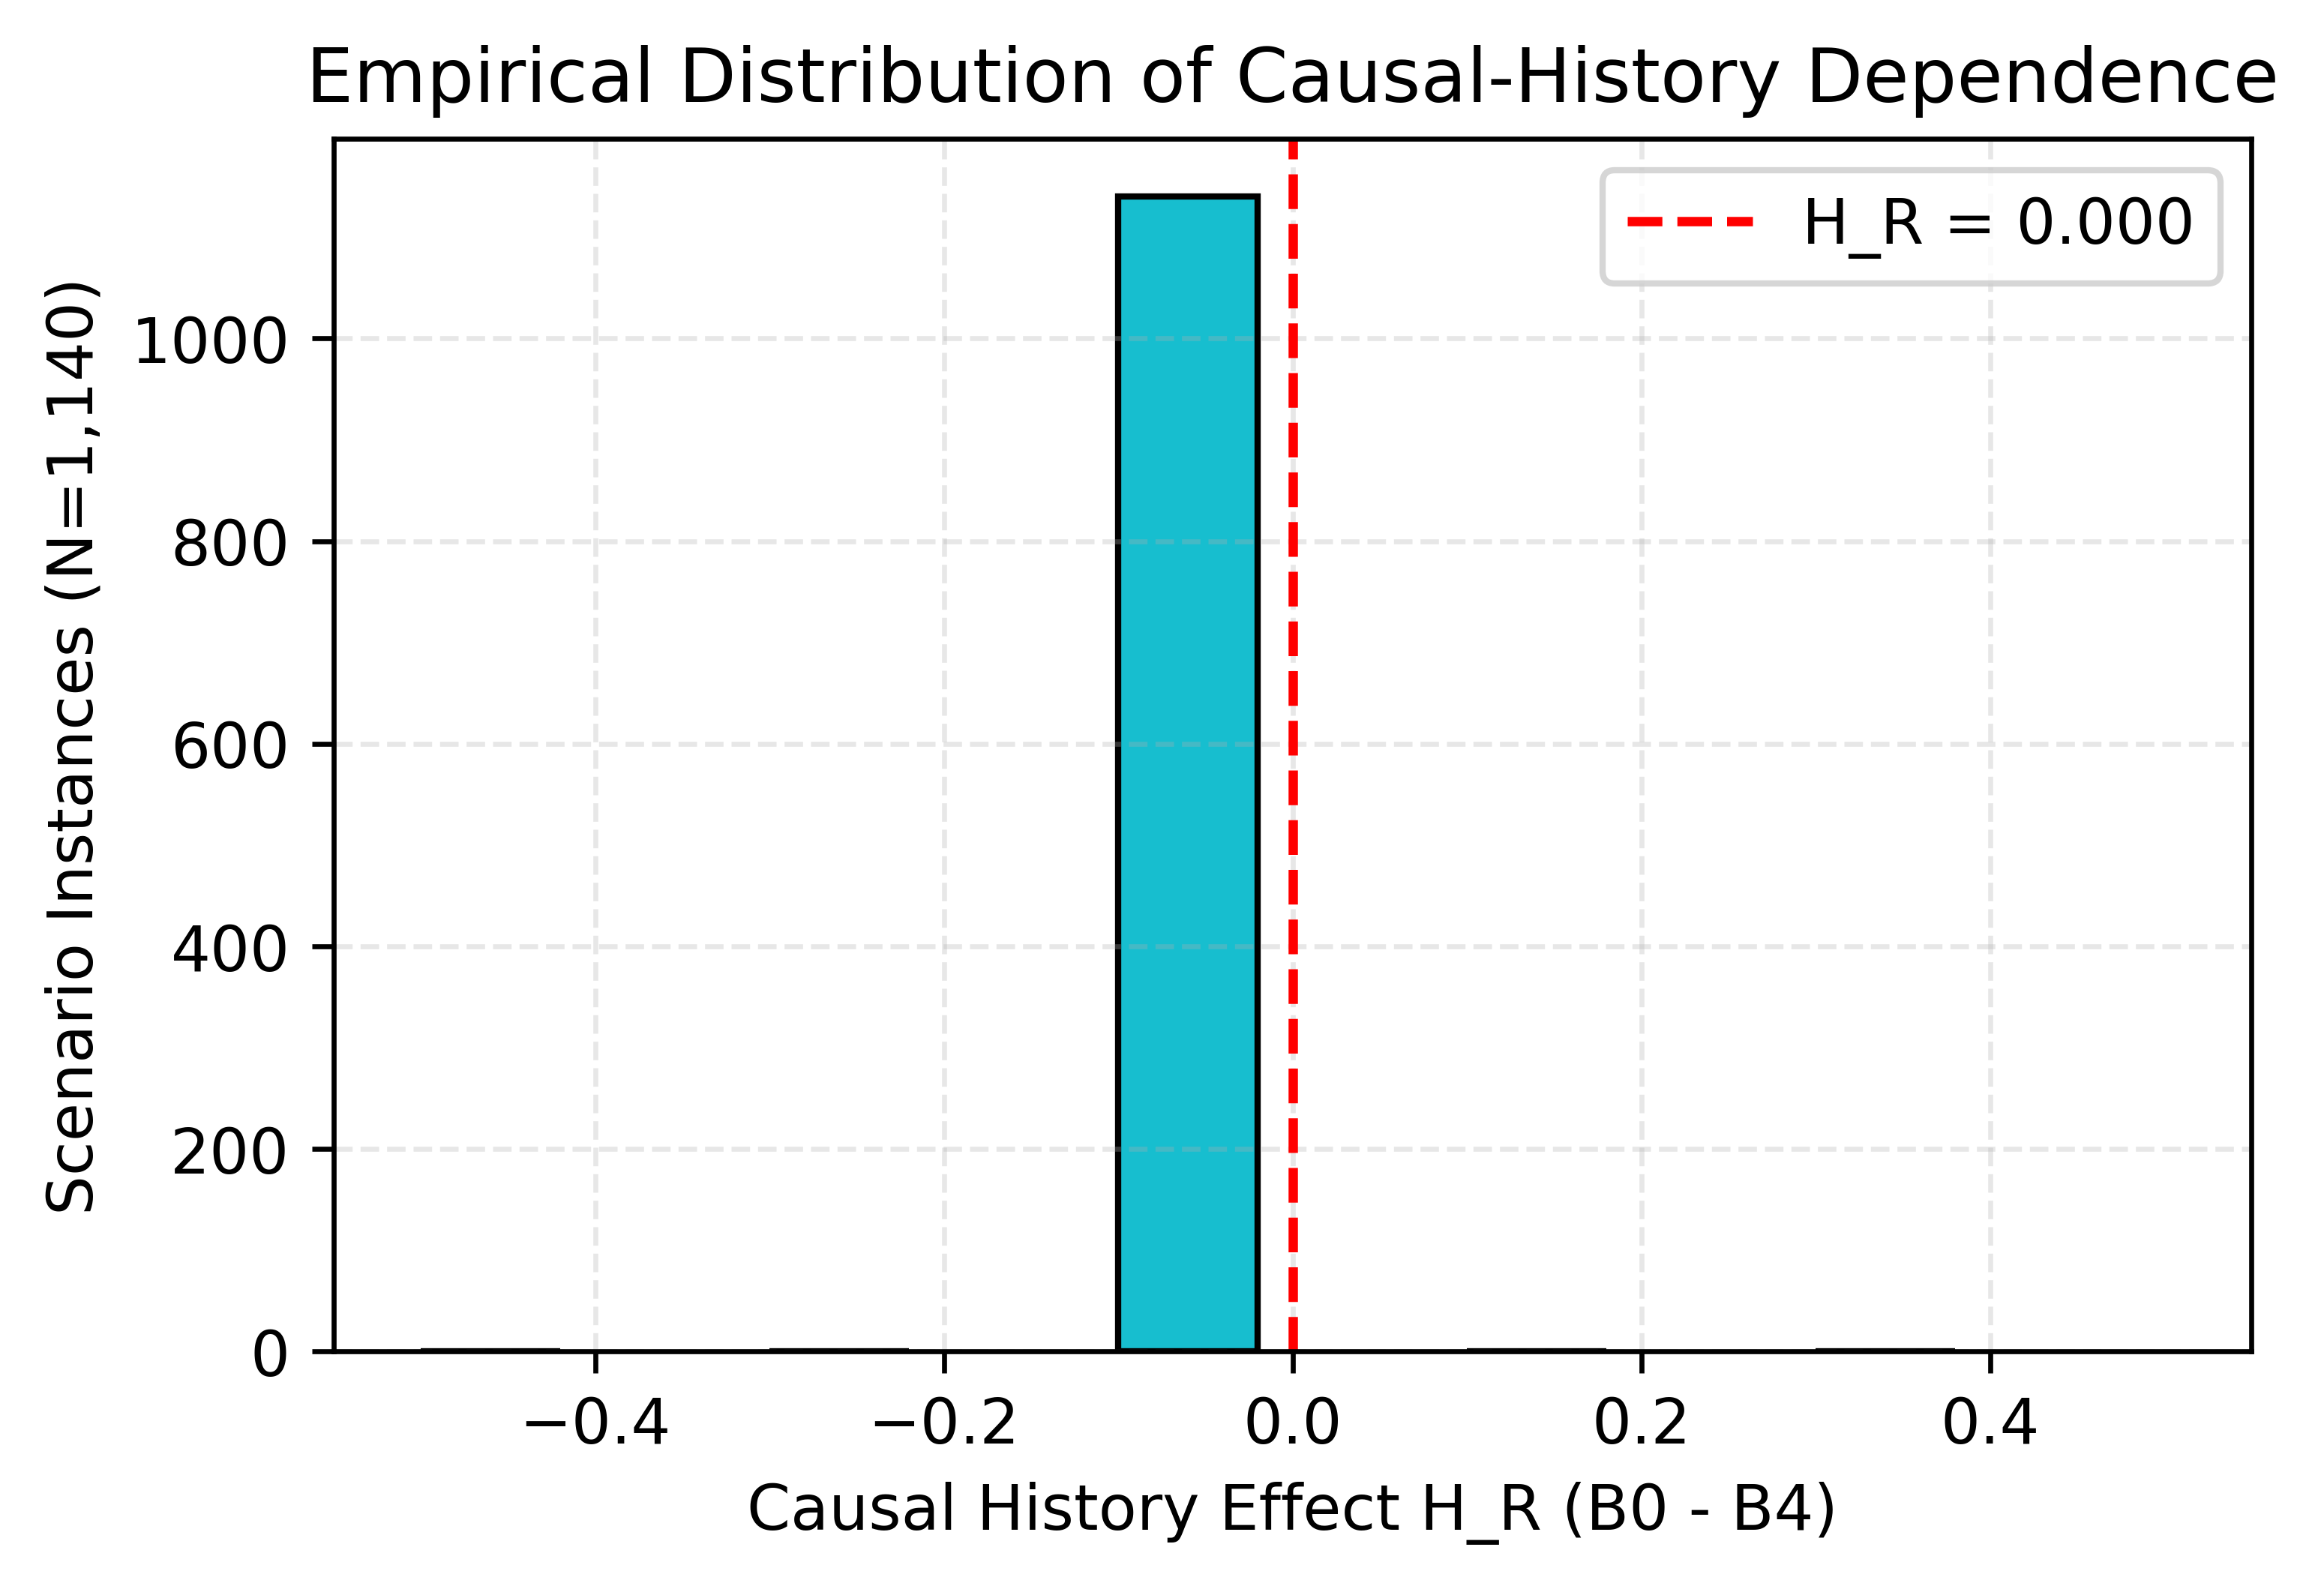 Empirical Distribution of Causal-History Dependence
H_R = 0.000
Scenario Instances (N=1,140)
1000
800
600
400
200
0
−0.4
−0.2
0.0
0.2
0.4
Causal History Effect H_R (B0 - B4)